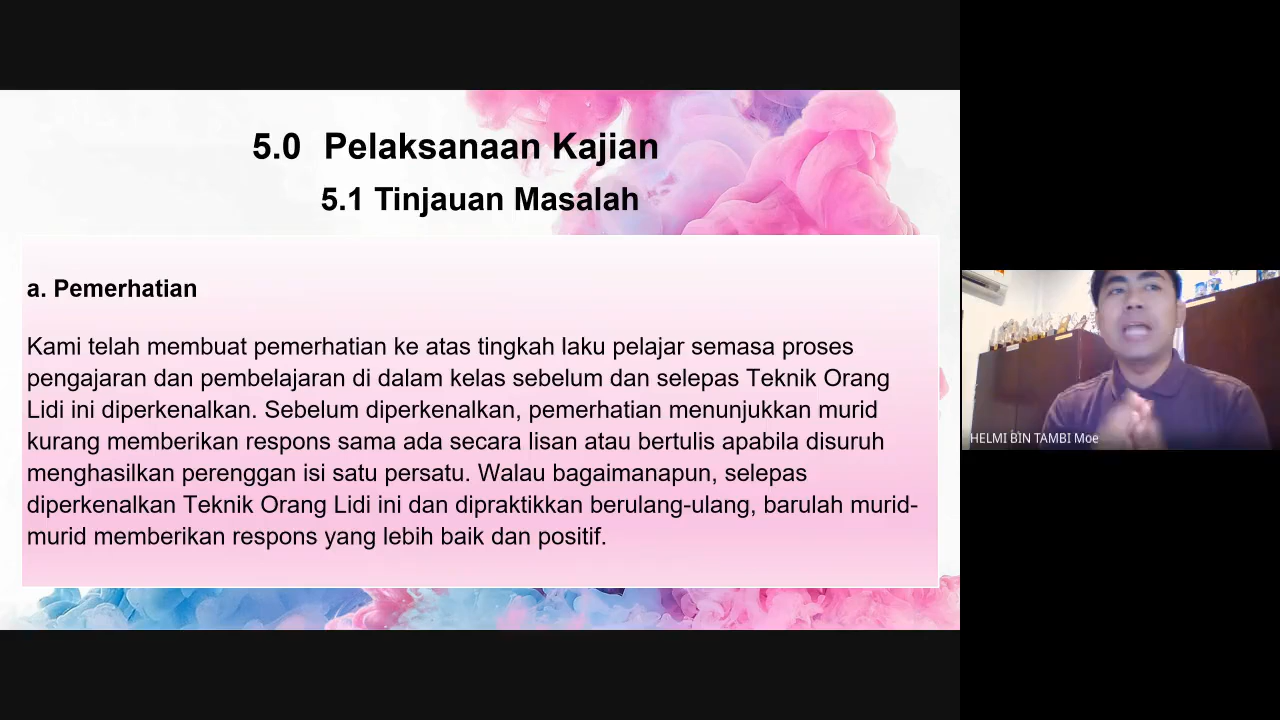 5.0 Pelaksanaan Kajian
5.1 Tinjauan Masalah
a. Pemerhatian
Kami telah membuat pemerhatian ke atas tingkah laku pelajar semasa proses
pengajaran dan pembelajaran di dalam kelas sebelum dan selepas Teknik Orang
Lidi ini diperkenalkan. Sebelum diperkenalkan, pemerhatian menunjukkan murid
kurang memberikan respons sama ada secara lisan atau bertulis apabila disuruh
menghasilkan perenggan isi satu persatu. Walau bagaimanapun, selepas
diperkenalkan Teknik Orang Lidi ini dan dipraktikkan berulang-ulang, barulah murid-
murid memberikan respons yang lebih baik dan positif.
HELMI BIN TAMBI Moe